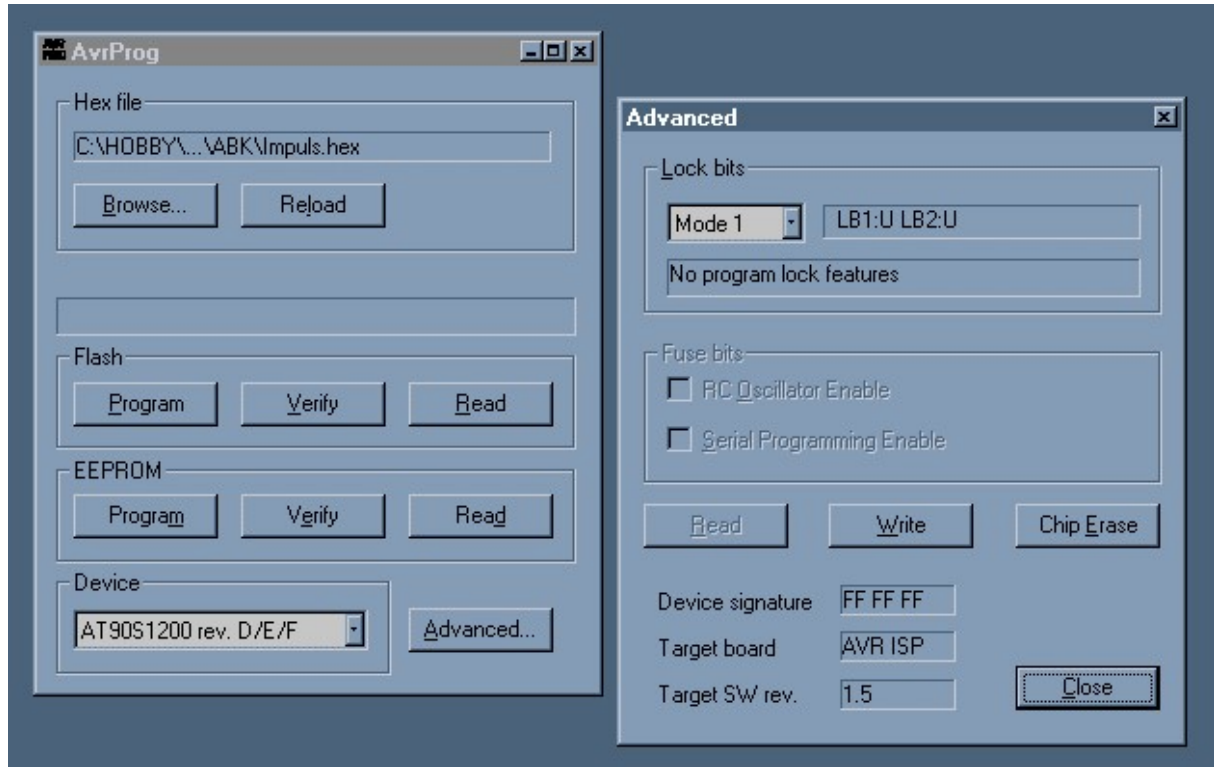 AvrProg
Hex file
C:\HOBBY\...\ABK\Impuls.hex
Browse... Reload
Flash
Program Verify Read
EEPROM
Program Verify Read
Device
AT90S1200 rev. D/E/F Advanced...
Advanced
Lock bits
Mode 1 LB1:U LB2:U
No program lock features
Fuse bits
RC Oscillator Enable
Serial Programming Enable
Read Write Chip Erase
Device signature FF FF FF
Target board AVR ISP
Target SW rev. 1.5
Close